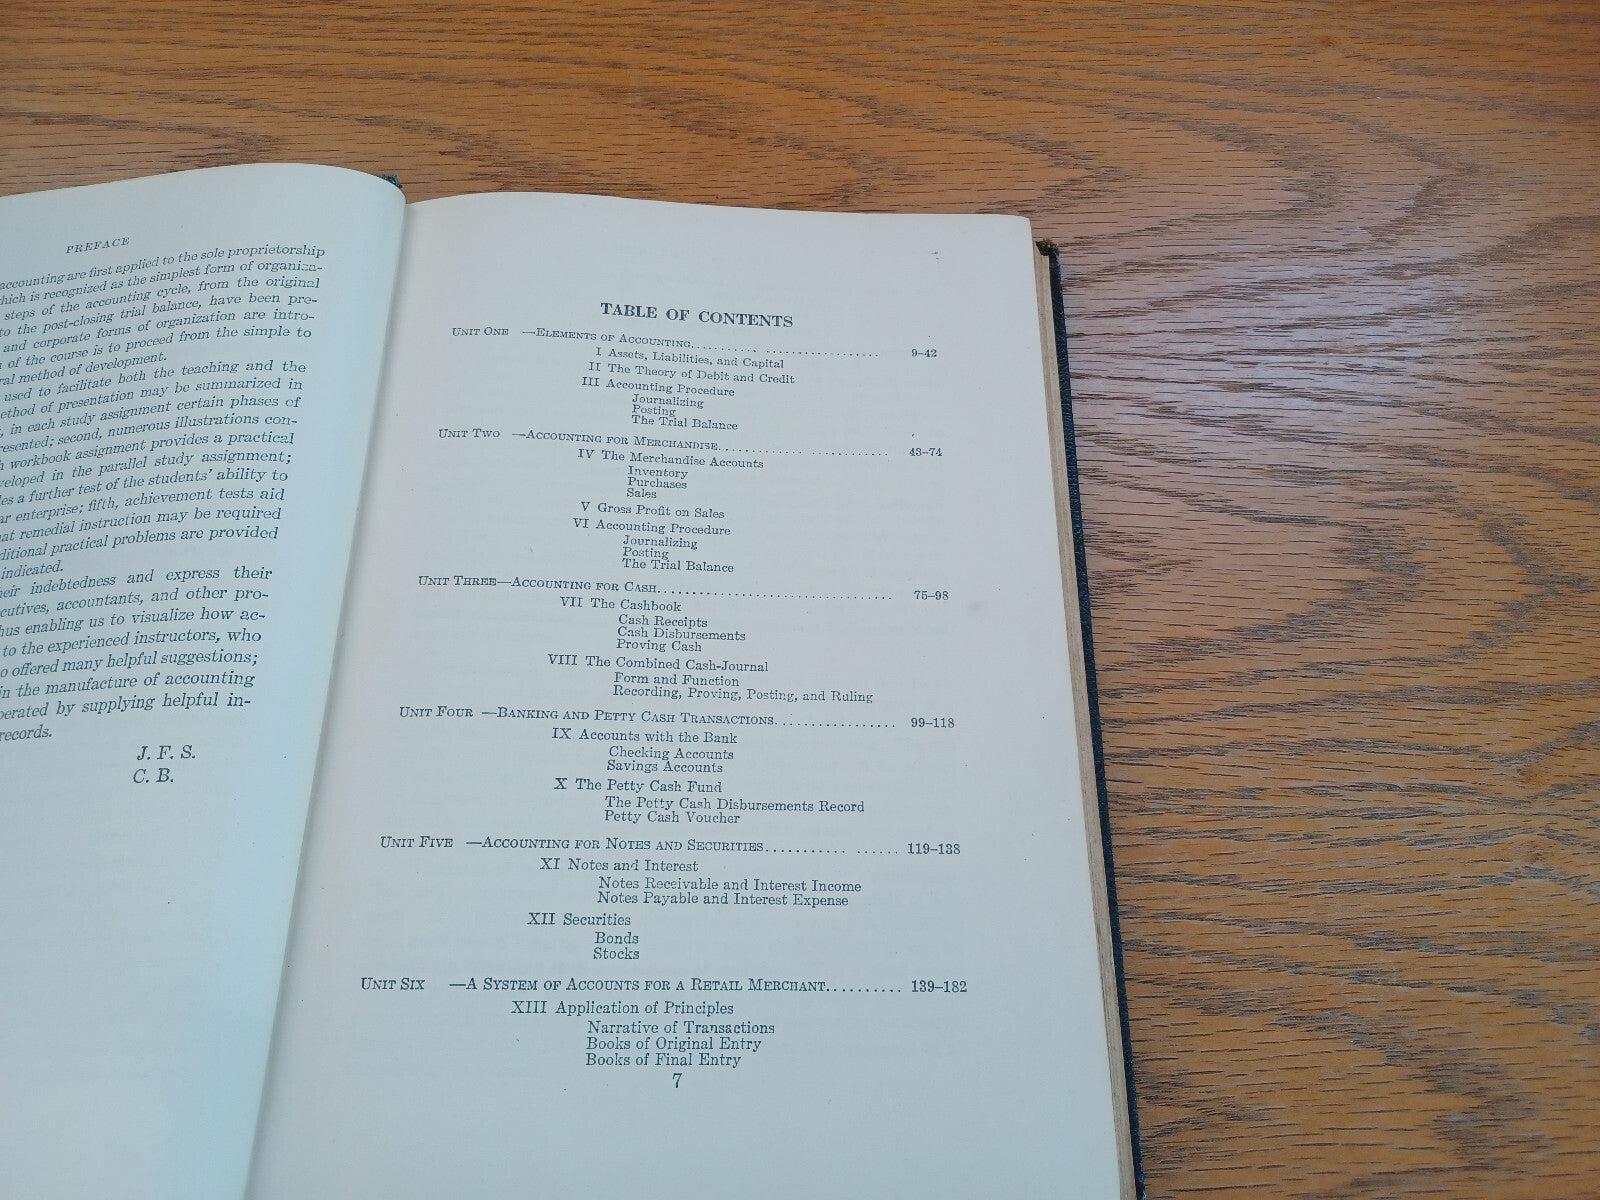 PREFACE
accounting are first applied to the sole proprietorship
which is recognized as the simplest form of organiza-
steps of the accounting cycle, from the original
to the post-closing trial balance, have been pre-
and corporate forms of organization are intro-
of the course is to proceed from the simple to
ral method of development.
used to facilitate both the teaching and the
ethod of presentation may be summarized in
, in each study assignment certain phases of
resented; second, numerous illustrations con-
h workbook assignment provides a practical
veloped in the parallel study assignment;
es a further test of the students' ability to
ar enterprise; fifth, achievement tests aid
at remedial instruction may be required
ditional practical problems are provided
indicated.
eir indebtedness and express their
cutives, accountants, and other pro-
hus enabling us to visualize how ac-
to the experienced instructors, who
o offered many helpful suggestions;
in the manufacture of accounting
perated by supplying helpful in-
records.
J. F. S.
C. B.
TABLE OF CONTENTS
UNIT ONE —ELEMENTS OF ACCOUNTING.................................. 9-42
I Assets, Liabilities, and Capital
II The Theory of Debit and Credit
III Accounting Procedure
Journalizing
Posting
The Trial Balance
UNIT TWO —ACCOUNTING FOR MERCHANDISE............................ 43-74
IV The Merchandise Accounts
Inventory
Purchases
Sales
V Gross Profit on Sales
VI Accounting Procedure
Journalizing
Posting
The Trial Balance
UNIT THREE—ACCOUNTING FOR CASH.................................. 75-98
VII The Cashbook
Cash Receipts
Cash Disbursements
Proving Cash
VIII The Combined Cash-Journal
Form and Function
Recording, Proving, Posting, and Ruling
UNIT FOUR —BANKING AND PETTY CASH TRANSACTIONS................. 99-118
IX Accounts with the Bank
Checking Accounts
Savings Accounts
X The Petty Cash Fund
The Petty Cash Disbursements Record
Petty Cash Voucher
UNIT FIVE —ACCOUNTING FOR NOTES AND SECURITIES................. 119-138
XI Notes and Interest
Notes Receivable and Interest Income
Notes Payable and Interest Expense
XII Securities
Bonds
Stocks
UNIT SIX —A SYSTEM OF ACCOUNTS FOR A RETAIL MERCHANT.......... 139-182
XIII Application of Principles
Narrative of Transactions
Books of Original Entry
Books of Final Entry
7